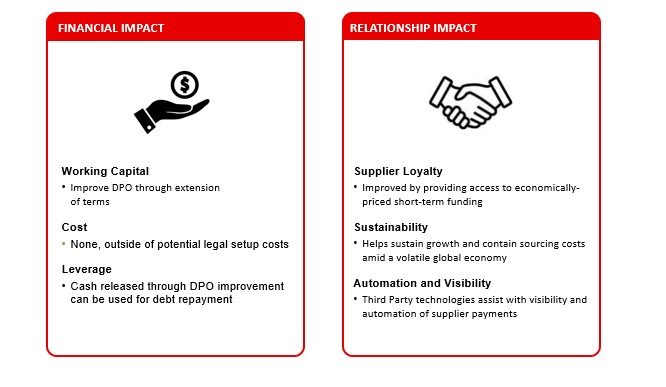 FINANCIAL IMPACT
$
Working Capital
• Improve DPO through extension
of terms
Cost
• None, outside of potential legal setup costs
Leverage
• Cash released through DPO improvement
can be used for debt repayment
RELATIONSHIP IMPACT
Supplier Loyalty
• Improved by providing access to economically-
priced short-term funding
Sustainability
• Helps sustain growth and contain sourcing costs
amid a volatile global economy
Automation and Visibility
• Third Party technologies assist with visibility and
automation of supplier payments